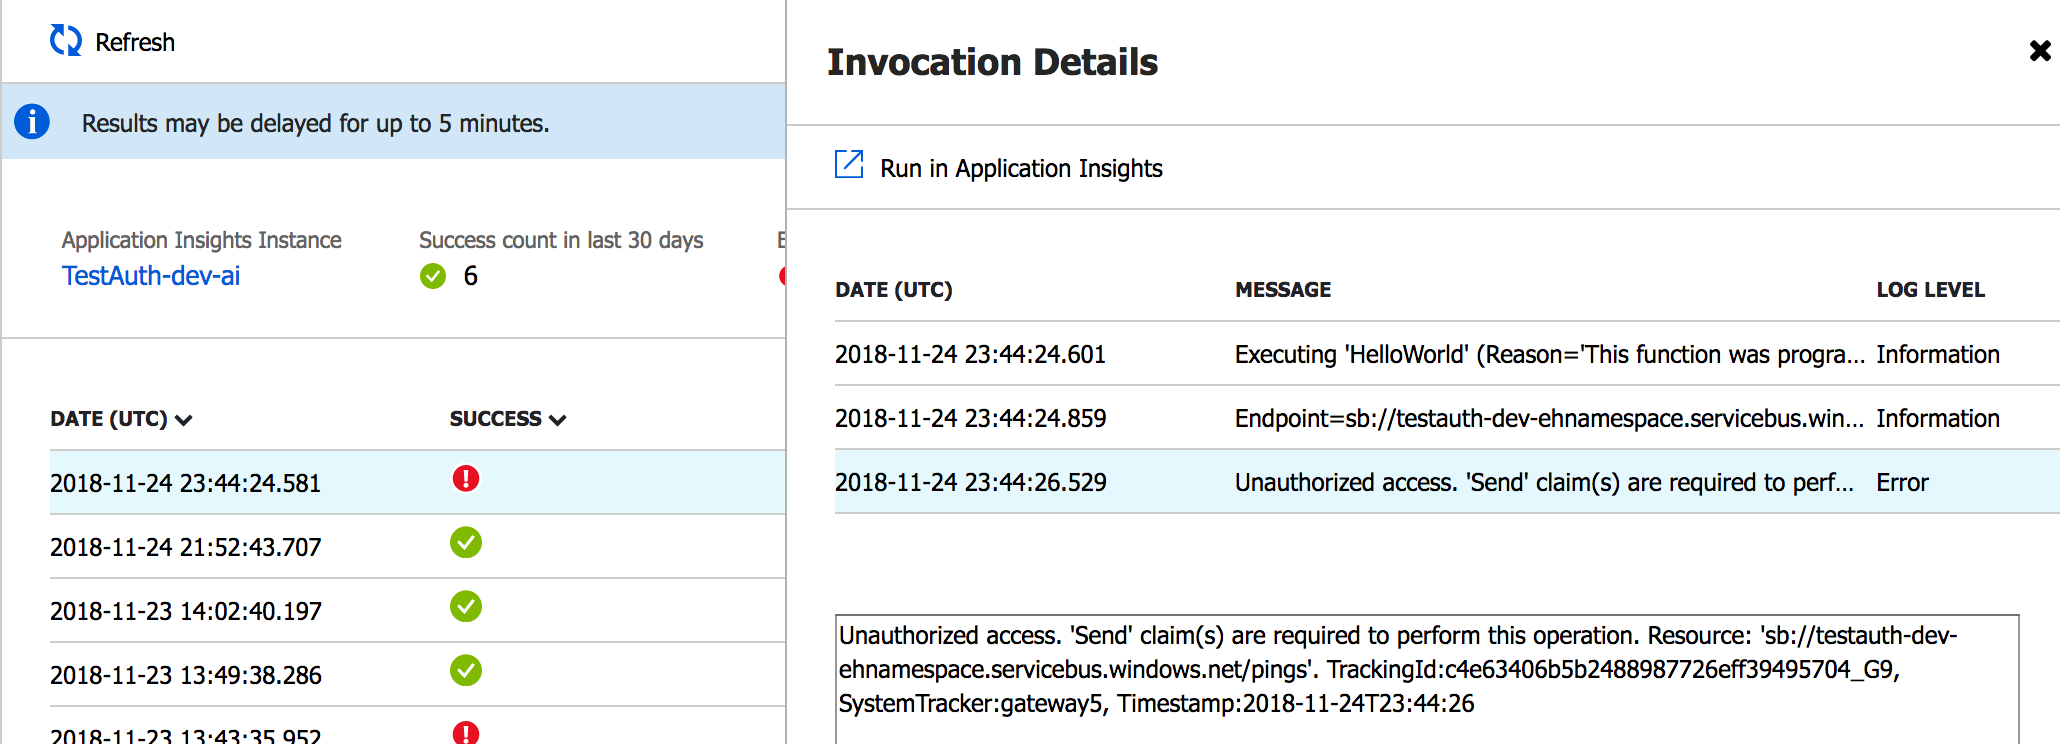 Refresh
Results may be delayed for up to 5 minutes.
Application Insights Instance
TestAuth-dev-ai
Success count in last 30 days
6
DATE (UTC)
SUCCESS
2018-11-24 23:44:24.581
2018-11-24 21:52:43.707
2018-11-23 14:02:40.197
2018-11-23 13:49:38.286
2018-11-23 13:43:35.952
Invocation Details
Run in Application Insights
DATE (UTC) MESSAGE LOG LEVEL
2018-11-24 23:44:24.601 Executing 'HelloWorld' (Reason='This function was progra... Information
2018-11-24 23:44:24.859 Endpoint=sb://testauth-dev-ehnamespace.servicebus.win... Information
2018-11-24 23:44:26.529 Unauthorized access. 'Send' claim(s) are required to perf... Error
Unauthorized access. 'Send' claim(s) are required to perform this operation. Resource: 'sb://testauth-dev-
ehnamespace.servicebus.windows.net/pings'. TrackingId:c4e63406b5b2488987726eff39495704_G9,
SystemTracker:gateway5, Timestamp:2018-11-24T23:44:26